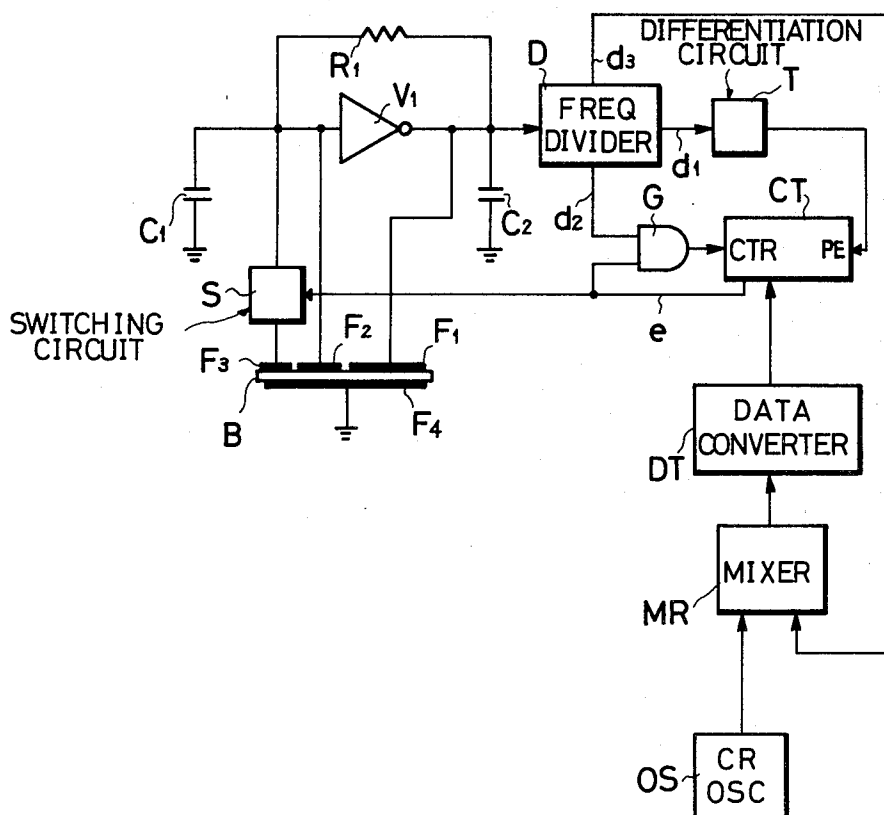 R1
V1
C1
C2
D
FREQ
DIVIDER
d3
d1
d2
DIFFERENTIATION
CIRCUIT
T
G
CT
CTR
PE
S
SWITCHING
CIRCUIT
e
F3
F2
F1
B
F4
DATA
CONVERTER
DT
MIXER
MR
CR
OSC
OS